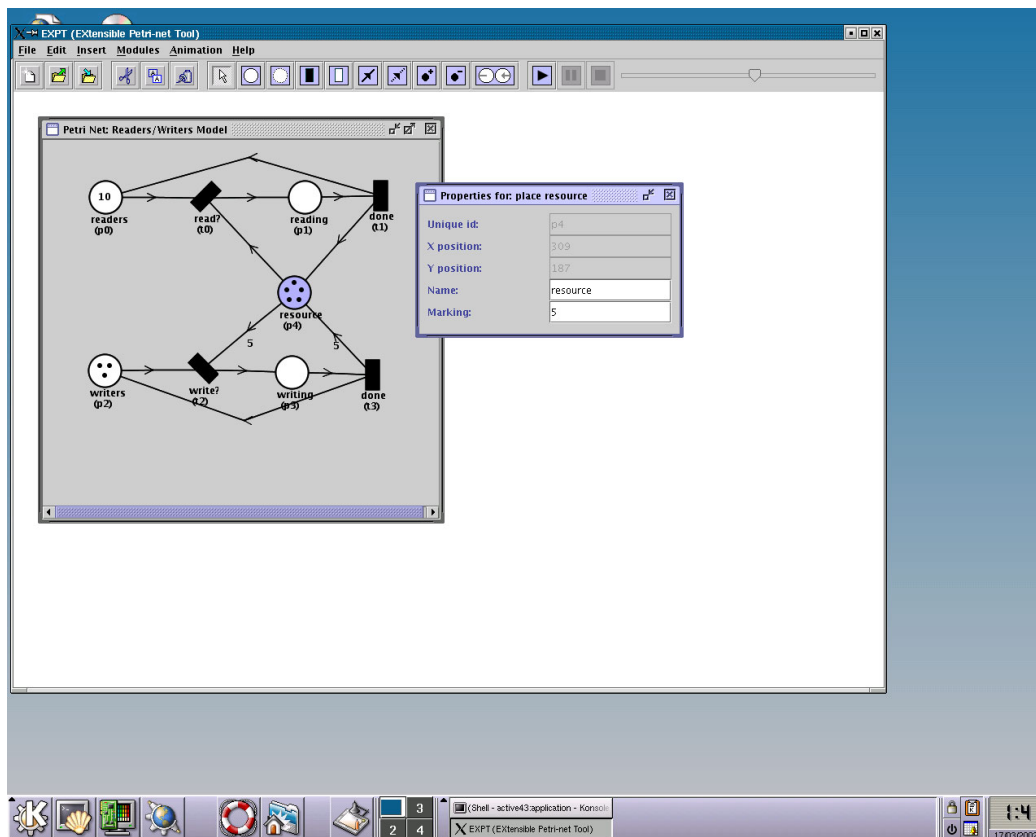 EXPT (EXtensible Petri-net Tool)
File Edit Insert Modules Animation Help
Petri Net: Readers/Writers Model
10
readers
(p0)
read?
(t0)
reading
(p1)
done
(t1)
resource
(p4)
5
5
writers
(p2)
write?
(t2)
writing
(p3)
done
(t3)
Properties for: place resource
Unique id: p4
X position: 309
Y position: 187
Name: resource
Marking: 5
3
2 4
(Shell - active43:application - Konsole
EXPT (EXtensible Petri-net Tool)
1:4